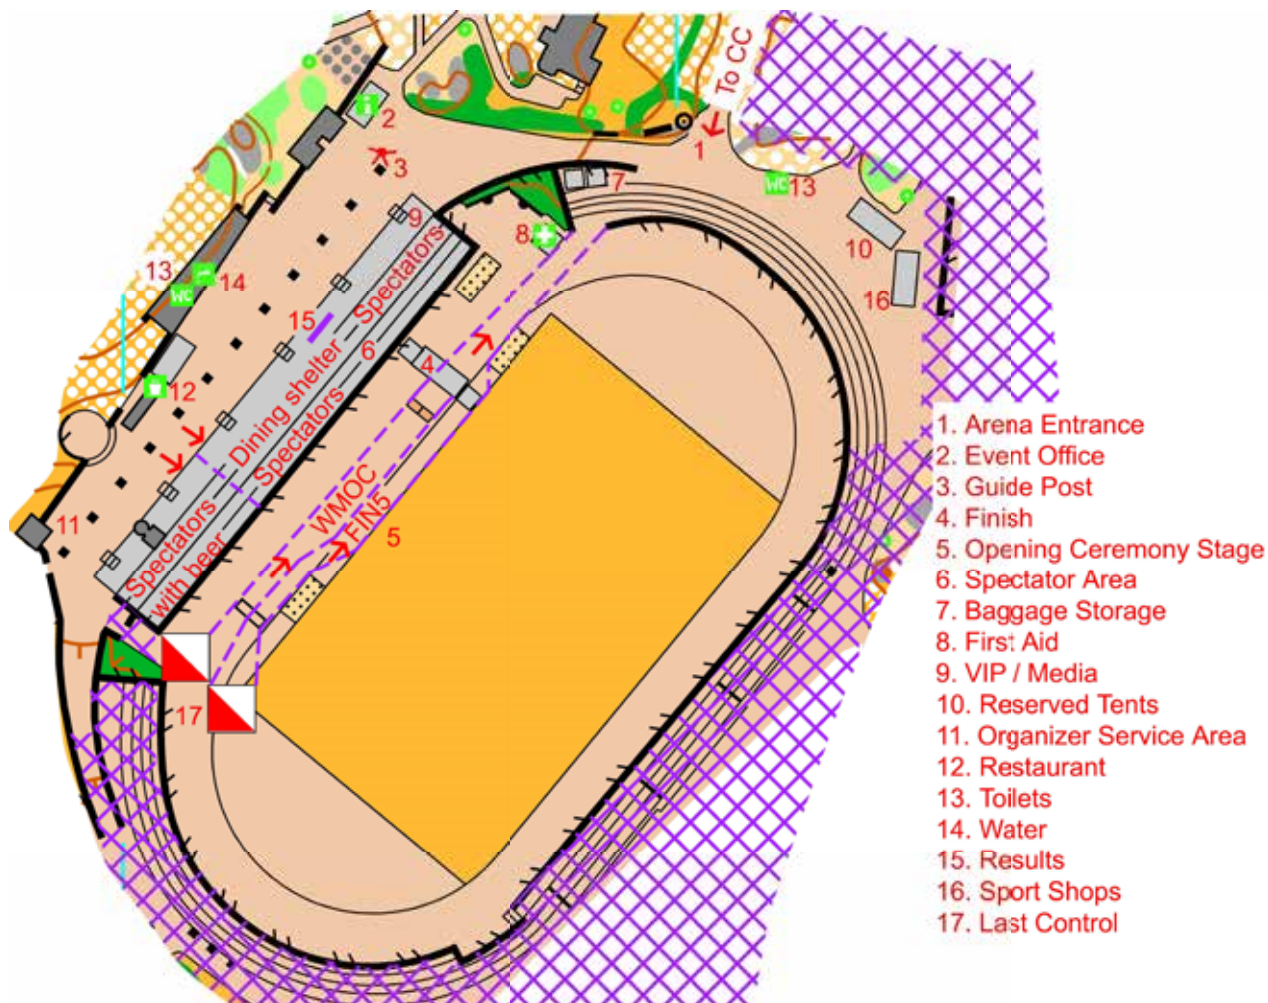 To CC
1
2
3
7
WC 13
9
8
10
13
WC
14
16
15
Spectators
6
4
Dining shelter
12
Spectators
WMOC
FIN5
5
11
Spectators
with beer
17
1. Arena Entrance
2. Event Office
3. Guide Post
4. Finish
5. Opening Ceremony Stage
6. Spectator Area
7. Baggage Storage
8. First Aid
9. VIP / Media
10. Reserved Tents
11. Organizer Service Area
12. Restaurant
13. Toilets
14. Water
15. Results
16. Sport Shops
17. Last Control